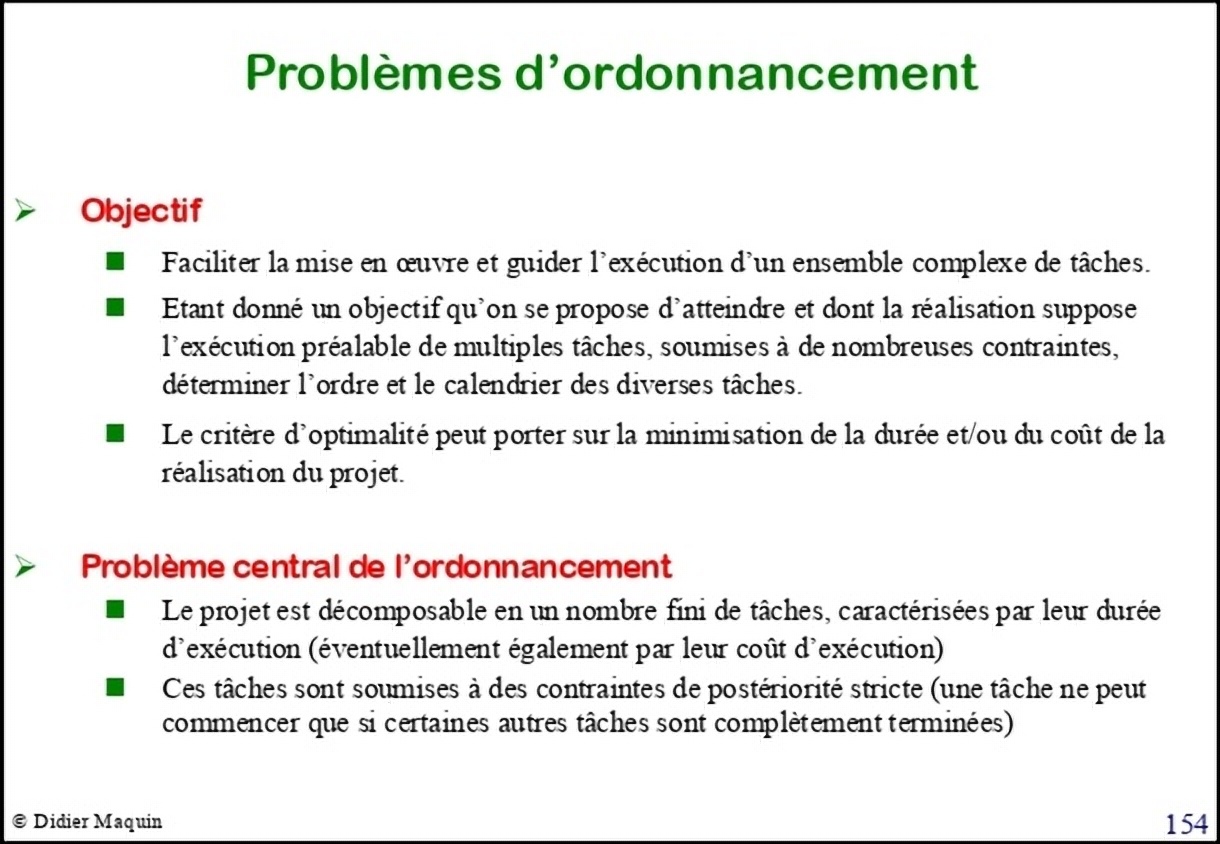 Problèmes d’ordonnancement
Objectif
Faciliter la mise en œuvre et guider l’exécution d’un ensemble complexe de tâches.
Etant donné un objectif qu’on se propose d’atteindre et dont la réalisation suppose
l’exécution préalable de multiples tâches, soumises à de nombreuses contraintes,
déterminer l’ordre et le calendrier des diverses tâches.
Le critère d’optimalité peut porter sur la minimisation de la durée et/ou du coût de la
réalisation du projet.
Problème central de l’ordonnancement
Le projet est décomposable en un nombre fini de tâches, caractérisées par leur durée
d’exécution (éventuellement également par leur coût d’exécution)
Ces tâches sont soumises à des contraintes de postériorité stricte (une tâche ne peut
commencer que si certaines autres tâches sont complètement terminées)
© Didier Maquin
154